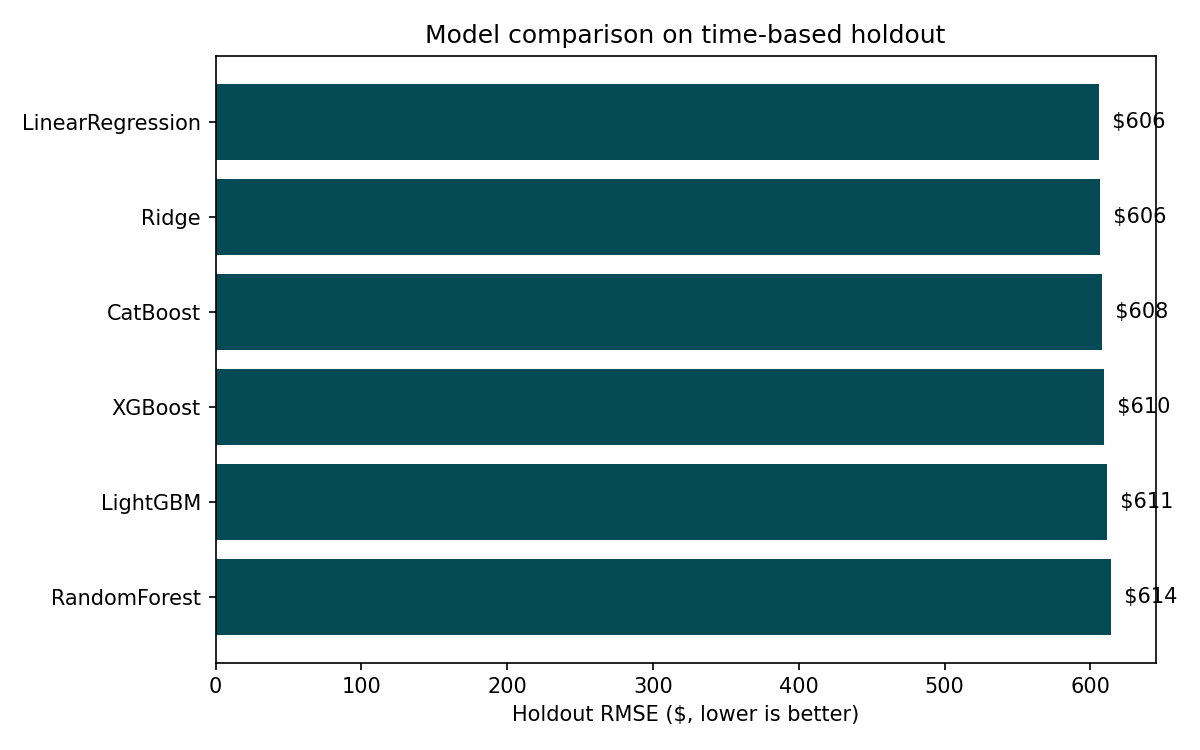 Model comparison on time-based holdout
LinearRegression
$606
Ridge
$606
CatBoost
$608
XGBoost
$610
LightGBM
$611
RandomForest
$614
0 100 200 300 400 500 600
Holdout RMSE ($, lower is better)